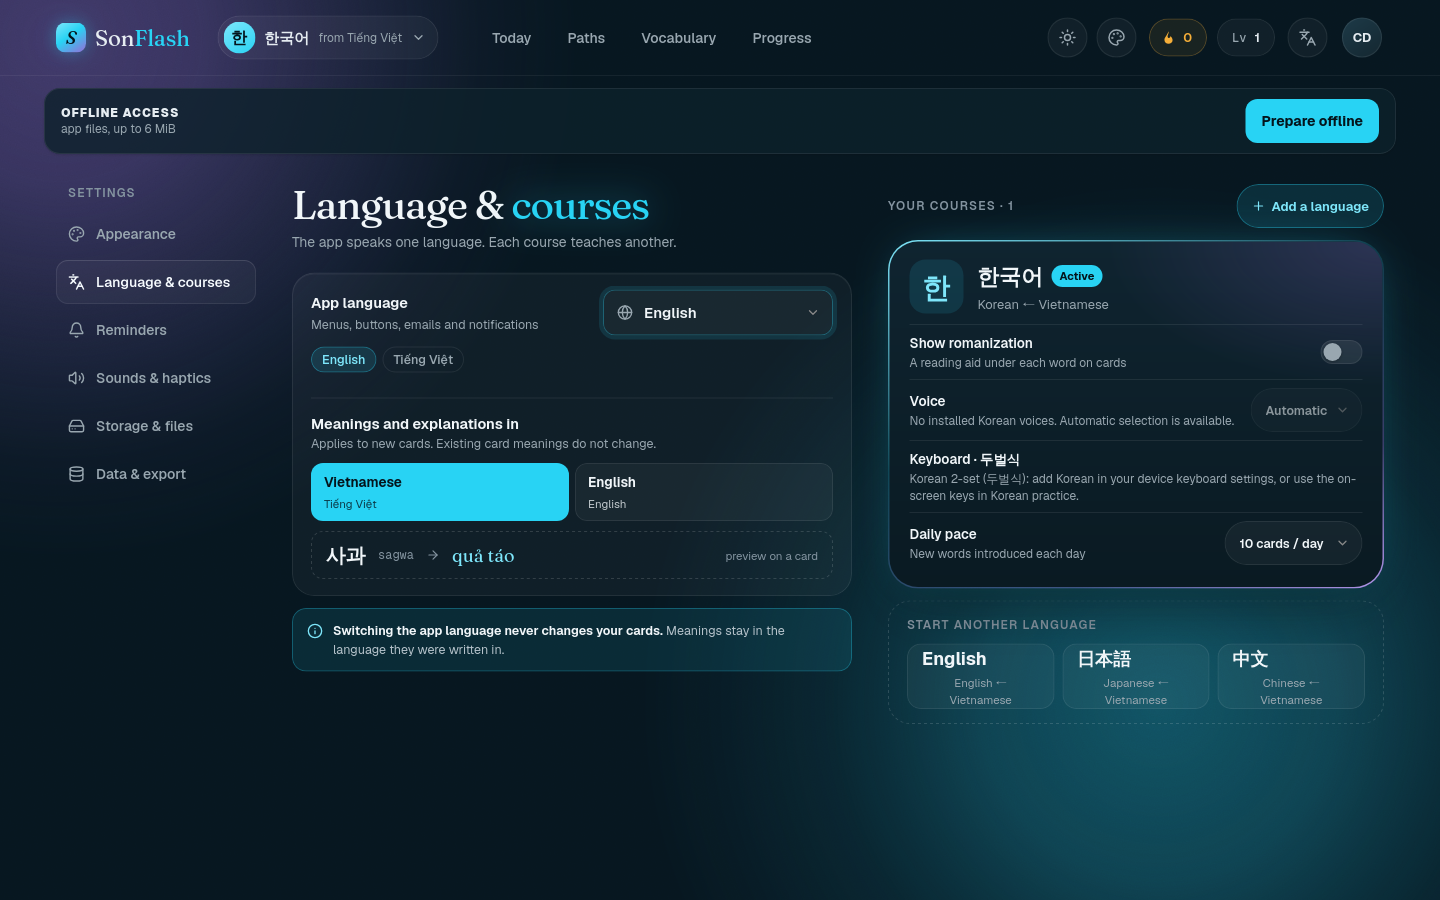 S SonFlash
한 한국어 from Tiếng Việt
Today
Paths
Vocabulary
Progress
0
Lv 1
CD
OFFLINE ACCESS
app files, up to 6 MiB
Prepare offline
SETTINGS
Appearance
Language & courses
Reminders
Sounds & haptics
Storage & files
Data & export
Language & courses
The app speaks one language. Each course teaches another.
App language
Menus, buttons, emails and notifications
English
English
Tiếng Việt
Meanings and explanations in
Applies to new cards. Existing card meanings do not change.
Vietnamese
Tiếng Việt
English
English
사과 sagwa → quả táo
preview on a card
Switching the app language never changes your cards. Meanings stay in the
language they were written in.
YOUR COURSES · 1
+ Add a language
한
한국어 Active
Korean ← Vietnamese
Show romanization
A reading aid under each word on cards
Voice
No installed Korean voices. Automatic selection is available.
Automatic
Keyboard · 두벌식
Korean 2-set (두벌식): add Korean in your device keyboard settings, or use the on-
screen keys in Korean practice.
Daily pace
New words introduced each day
10 cards / day
START ANOTHER LANGUAGE
English
English ←
Vietnamese
日本語
Japanese ←
Vietnamese
中文
Chinese ←
Vietnamese